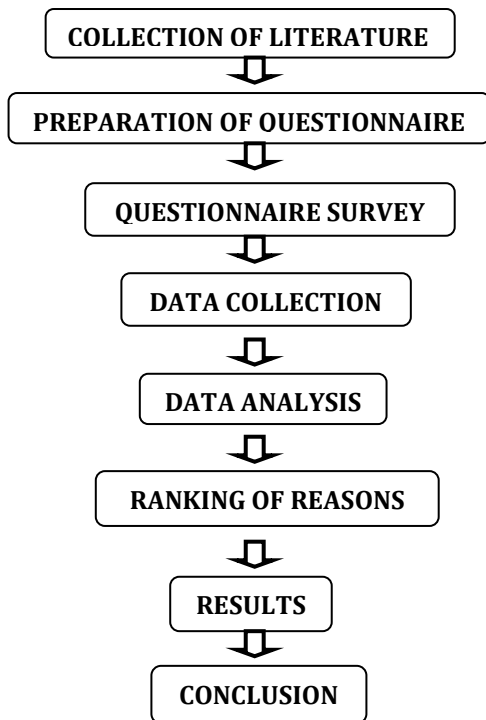 COLLECTION OF LITERATURE
PREPARATION OF QUESTIONNAIRE
QUESTIONNAIRE SURVEY
DATA COLLECTION
DATA ANALYSIS
RANKING OF REASONS
RESULTS
CONCLUSION